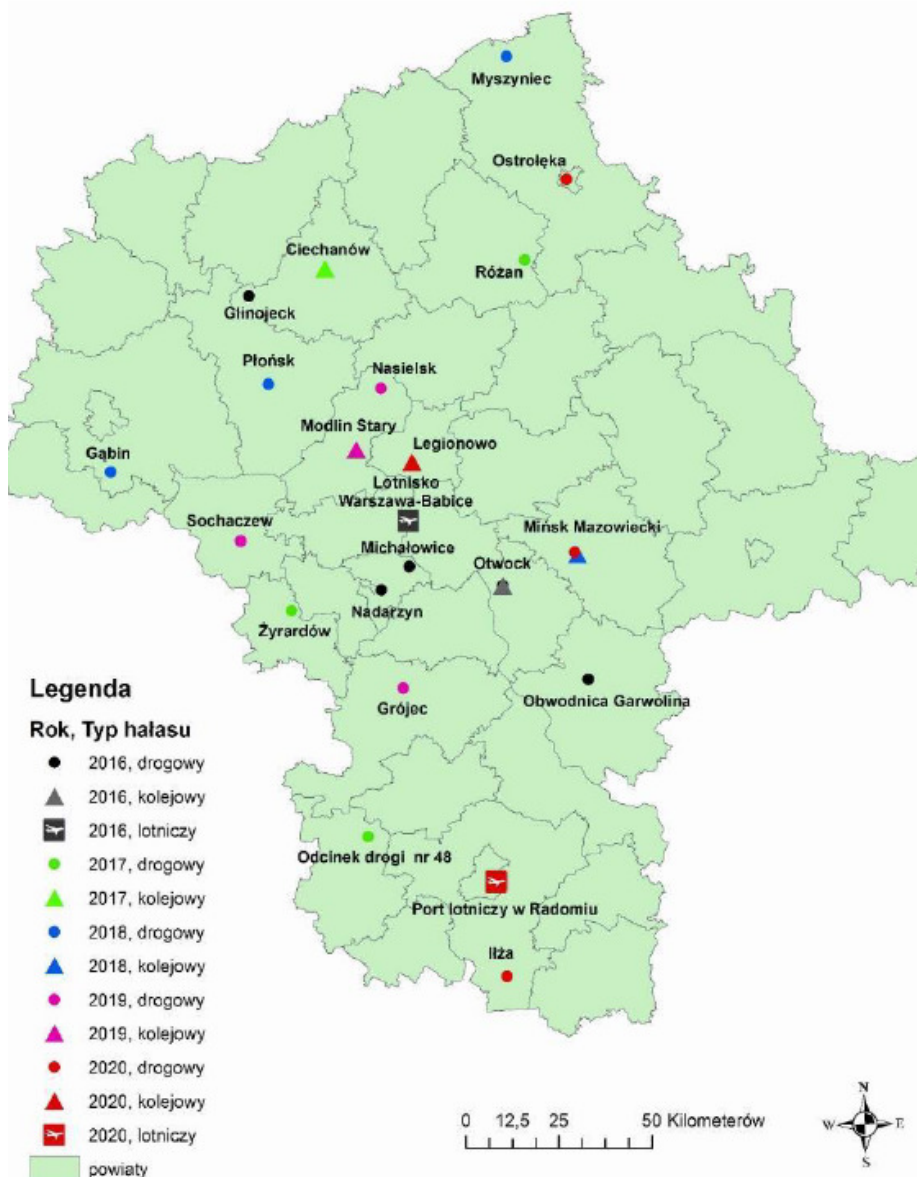 Myszyniec
Ostrołęka
Ciechanów
Różan
Glinojeck
Płońsk
Nasielsk
Modlin Stary
Legionowo
Gąbin
Lotnisko
Warszawa-Babice
Sochaczew
Mińsk Mazowiecki
Michałowice
Otwock
Nadarzyn
Żyrardów
Obwodnica Garwolina
Grójec
Odcinek drogi nr 48
Port lotniczy w Radomiu
Iłża
Legenda
Rok, Typ hałasu
2016, drogowy
2016, kolejowy
2016, lotniczy
2017, drogowy
2017, kolejowy
2018, drogowy
2018, kolejowy
2019, drogowy
2019, kolejowy
2020, drogowy
2020, kolejowy
2020, lotniczy
powiaty
0 12,5 25 50 Kilometerów
N
W E
S